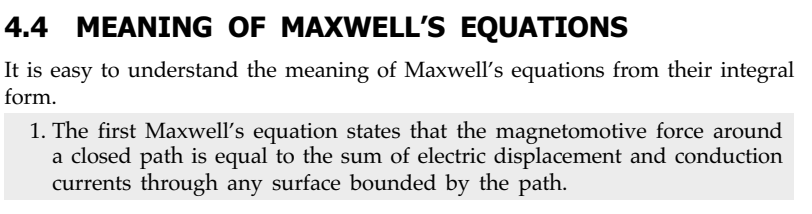 4.4 MEANING OF MAXWELL'S EQUATIONS
It is easy to understand the meaning of Maxwell's equations from their integral
form.
1. The first Maxwell's equation states that the magnetomotive force around
a closed path is equal to the sum of electric displacement and conduction
currents through any surface bounded by the path.